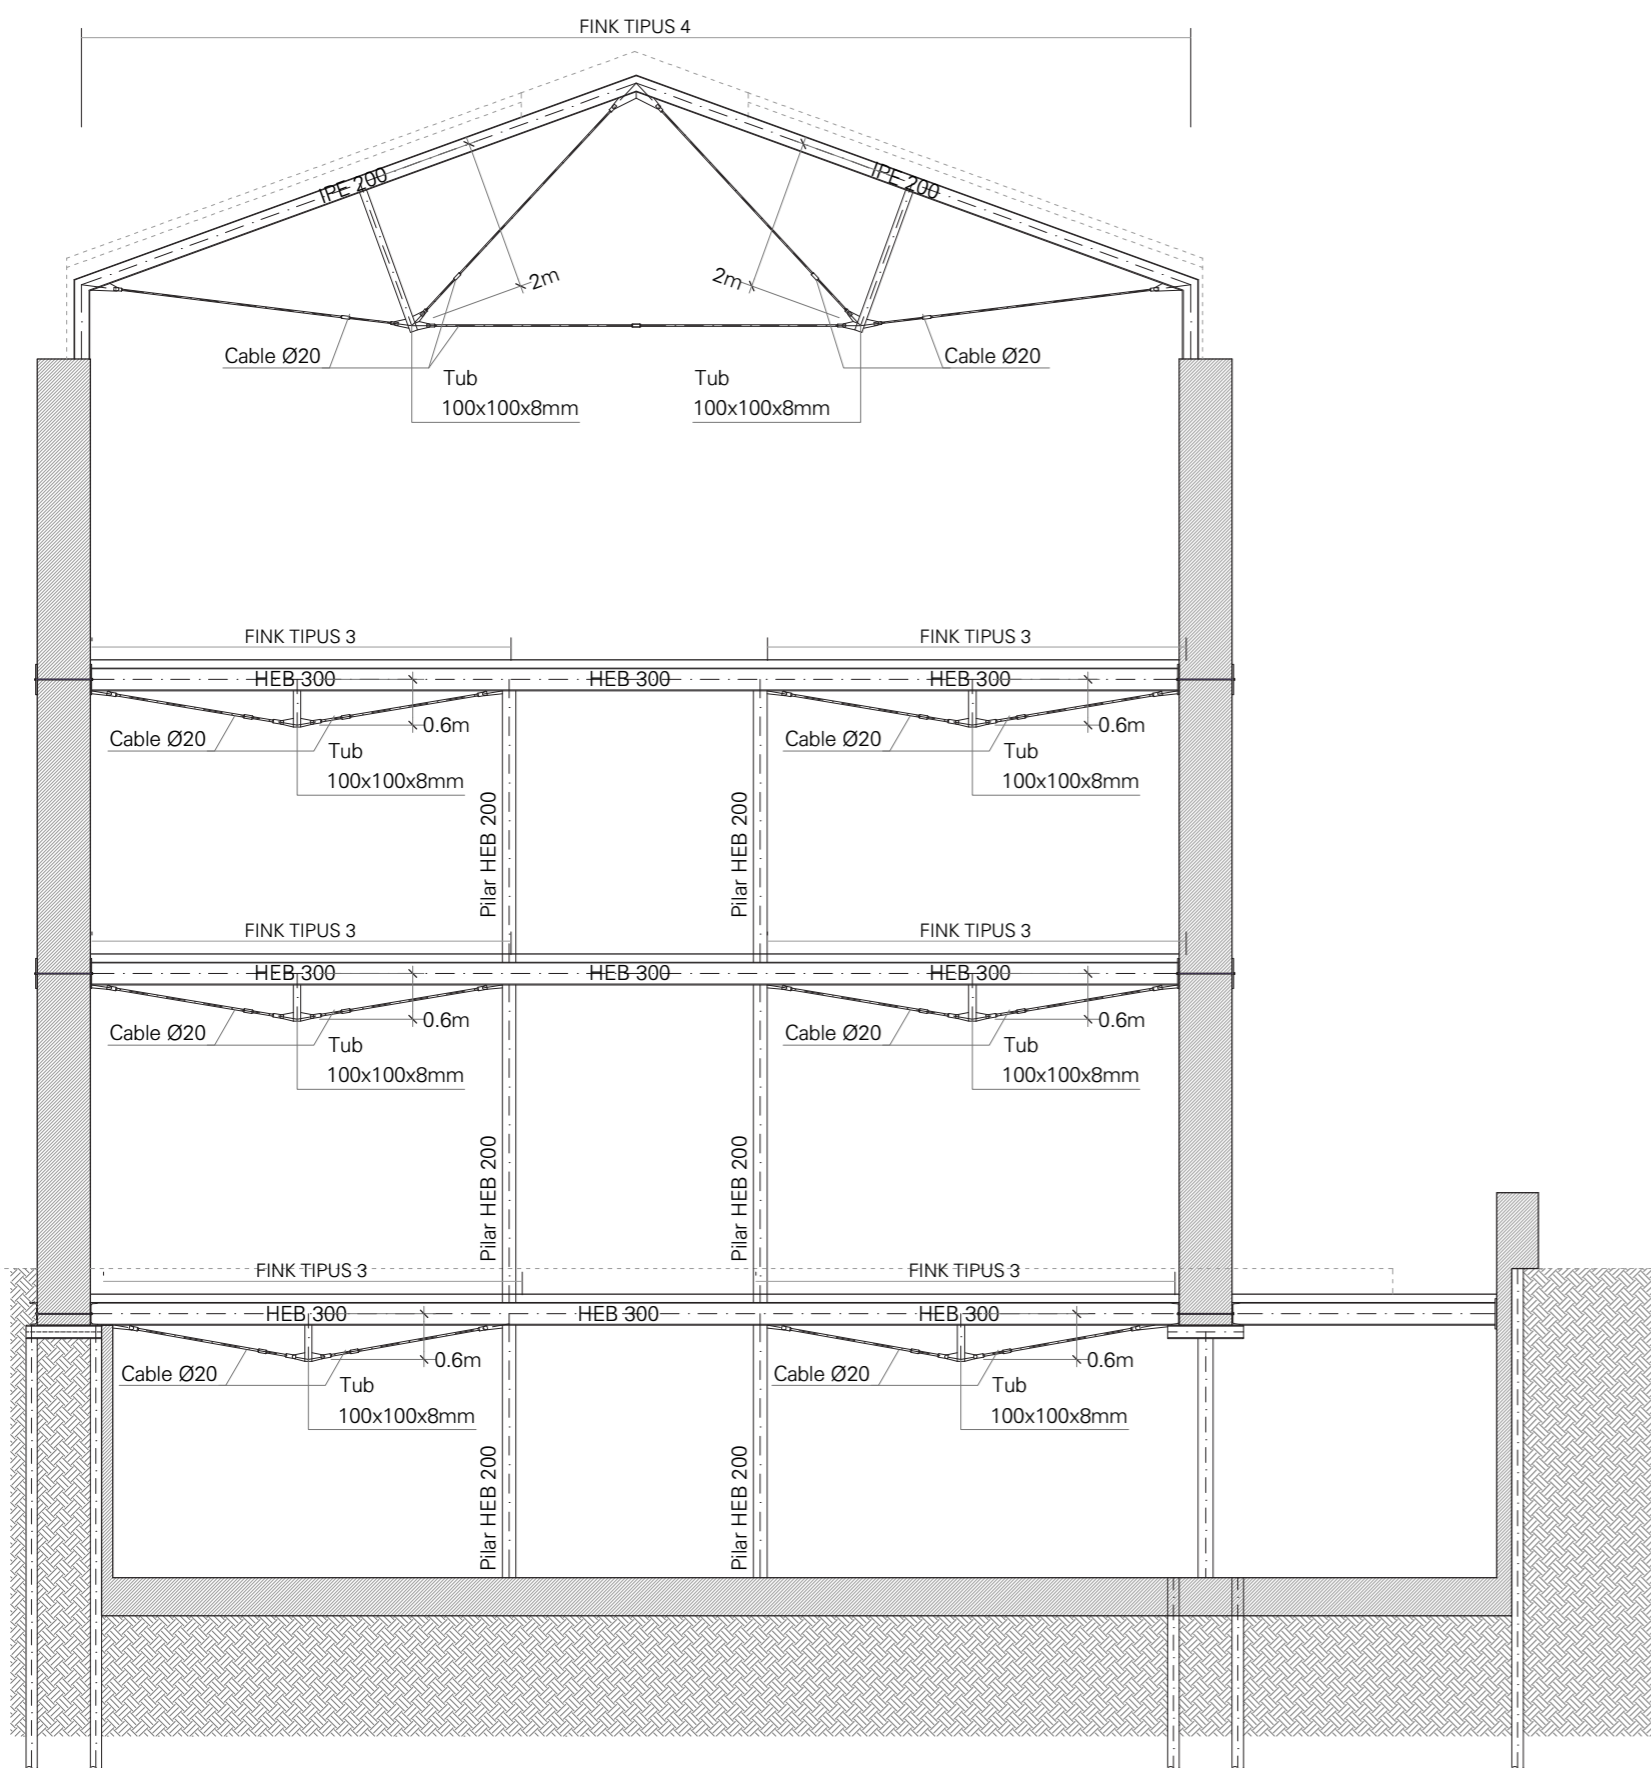 FINK TIPUS 4
IPE 200
IPE 200
2m
2m
Cable Ø20
Cable Ø20
Tub
100x100x8mm
Tub
100x100x8mm
FINK TIPUS 3
FINK TIPUS 3
HEB 300
HEB 300
HEB 300
0.6m
0.6m
Cable Ø20
Tub
100x100x8mm
Cable Ø20
Tub
100x100x8mm
Pilar HEB 200
Pilar HEB 200
FINK TIPUS 3
FINK TIPUS 3
HEB 300
HEB 300
HEB 300
0.6m
0.6m
Cable Ø20
Tub
100x100x8mm
Cable Ø20
Tub
100x100x8mm
Pilar HEB 200
Pilar HEB 200
FINK TIPUS 3
FINK TIPUS 3
HEB 300
HEB 300
HEB 300
0.6m
0.6m
Cable Ø20
Tub
100x100x8mm
Cable Ø20
Tub
100x100x8mm
Pilar HEB 200
Pilar HEB 200